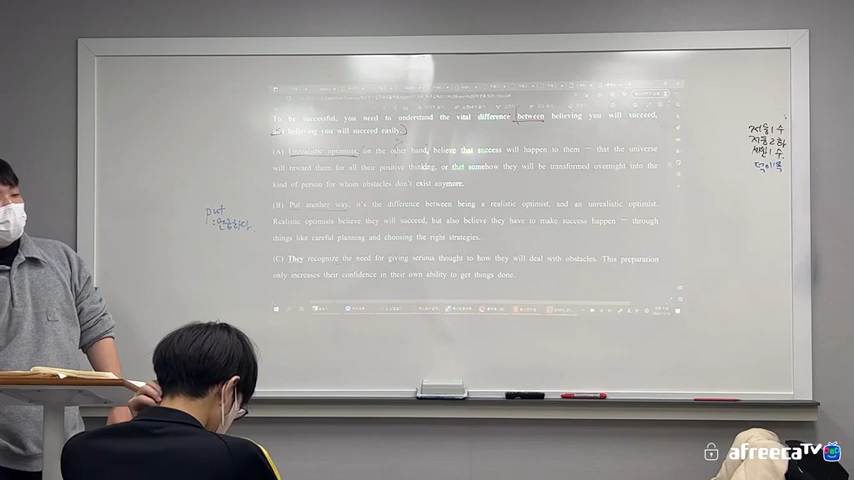 To be successful, you need to understand the vital difference between believing you will succeed,
believing you will succeed easily.
(A) Unrealistic optimists, on the other hand, believe that success will happen to them — that the universe
will reward them for all their positive thinking, or that somehow they will be transformed overnight into the
kind of person for whom obstacles don't exist anymore.
(B) Put another way, it's the difference between being a realistic optimist, and an unrealistic optimist.
Realistic optimists believe they will succeed, but also believe they have to make success happen — through
things like careful planning and choosing the right strategies.
(C) They recognize the need for giving serious thought to how they will deal with obstacles. This preparation
only increases their confidence in their own ability to get things done.
put
:언급하다.
afreecaTV